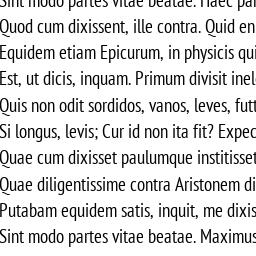 Sint modo partes vitae beatae. Haec par
Quod cum dixissent, ille contra. Quid en
Equidem etiam Epicurum, in physicis qui
Est, ut dicis, inquam. Primum divisit inel
Quis non odit sordidos, vanos, leves, futt
Si longus, levis; Cur id non ita fit? Expec
Quae cum dixisset paulumque institisset
Quae diligentissime contra Aristonem di
Putabam equidem satis, inquit, me dixis
Sint modo partes vitae beatae. Maximus